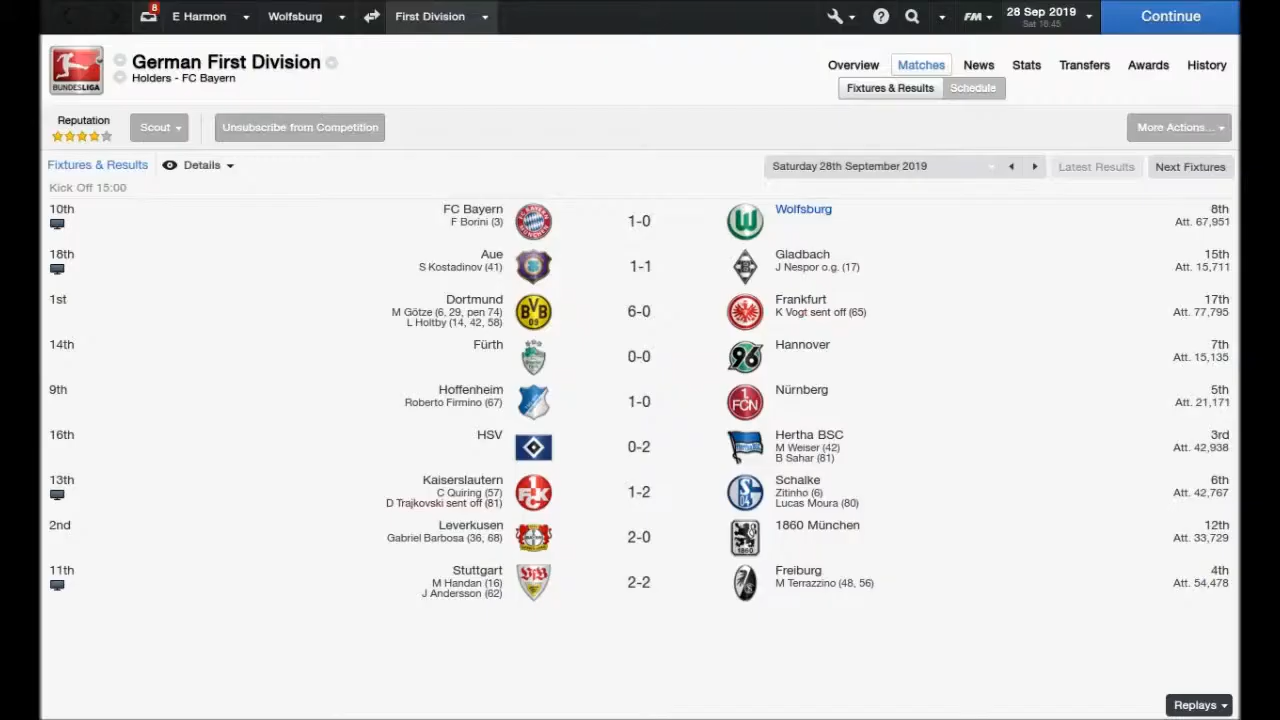 8
E Harmon
Wolfsburg
First Division
FM
28 Sep 2019
Sat 16:45
Continue
BUNDESLIGA
German First Division
Holders - FC Bayern
Overview
Matches
News
Stats
Transfers
Awards
History
Fixtures & Results
Schedule
Reputation
Scout
Unsubscribe from Competition
More Actions...
Fixtures & Results
Details
Saturday 28th September 2019
Latest Results
Next Fixtures
Kick Off 15:00
10th FC Bayern 1-0 Wolfsburg 8th
F Borini (3) Att. 67,951
18th Aue 1-1 Gladbach 15th
S Kostadinov (41) J Nespor o.g. (17) Att. 15,711
1st Dortmund 6-0 Frankfurt 17th
M Götze (6, 29, pen 74) K Vogt sent off (65) Att. 77,795
L Holtby (14, 42, 58)
14th Fürth 0-0 Hannover 7th
96 Att. 15,135
9th Hoffenheim 1-0 Nürnberg 5th
Roberto Firmino (67) 1 FCN Att. 21,171
16th HSV 0-2 Hertha BSC 3rd
M Weiser (42) Att. 42,938
B Sahar (81)
13th Kaiserslautern 1-2 Schalke 6th
C Quiring (57) Zitinho (6) Att. 42,767
D Trajkovski sent off (81) Lucas Moura (80)
2nd Leverkusen 2-0 1860 München 12th
Gabriel Barbosa (36, 68) Att. 33,729
11th Stuttgart 2-2 Freiburg 4th
M Handan (16) M Terrazzino (48, 56) Att. 54,478
J Andersson (62)
Replays